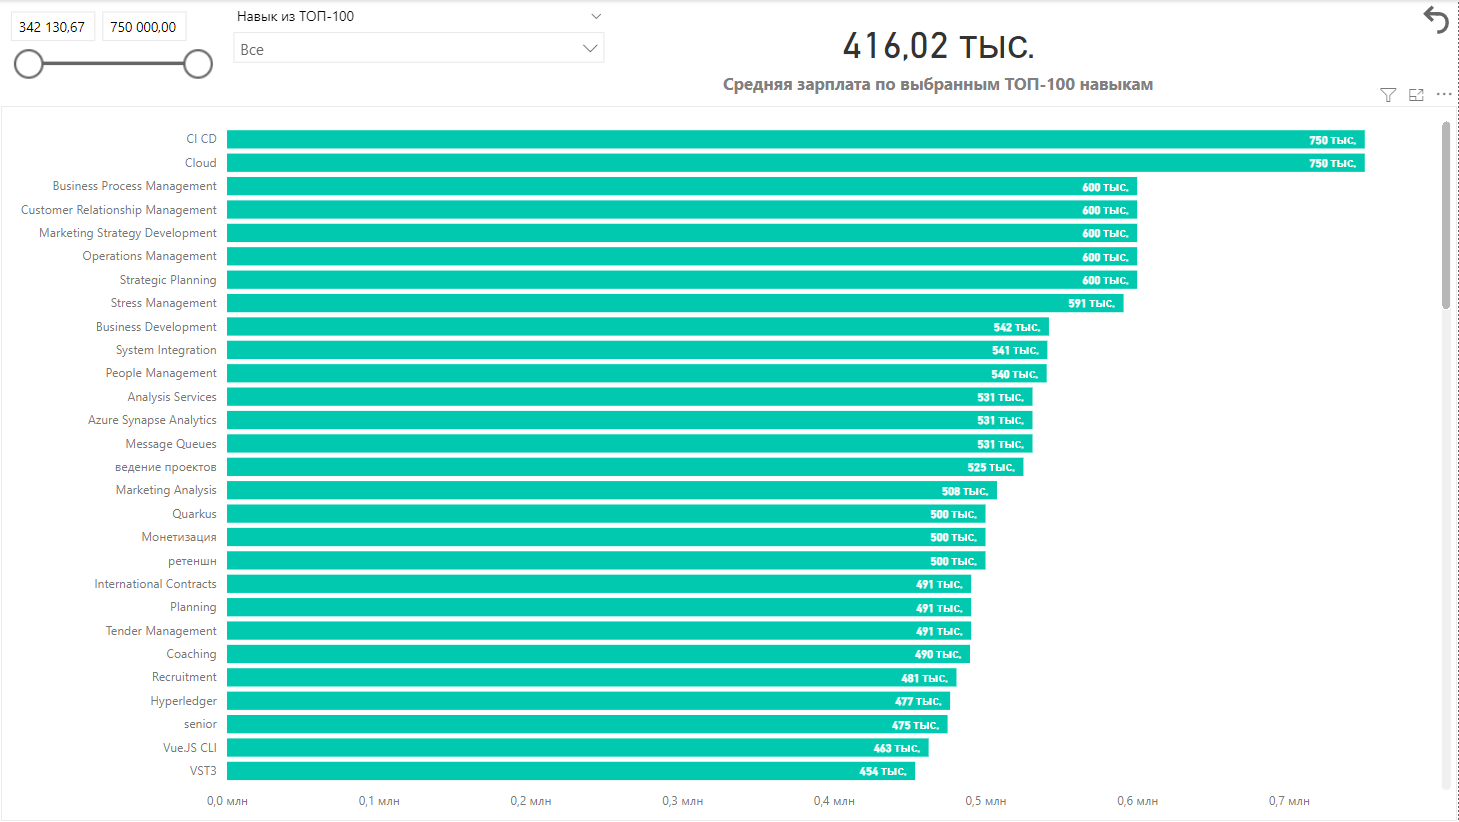 342 130,67
750 000,00
Навык из ТОП-100
Все
416,02 тыс.
Средняя зарплата по выбранным ТОП-100 навыкам
CI CD 750 тыс.
Cloud 750 тыс.
Business Process Management 600 тыс.
Customer Relationship Management 600 тыс.
Marketing Strategy Development 600 тыс.
Operations Management 600 тыс.
Strategic Planning 600 тыс.
Stress Management 591 тыс.
Business Development 542 тыс.
System Integration 541 тыс.
People Management 540 тыс.
Analysis Services 531 тыс.
Azure Synapse Analytics 531 тыс.
Message Queues 531 тыс.
ведение проектов 525 тыс.
Marketing Analysis 508 тыс.
Quarkus 500 тыс.
Монетизация 500 тыс.
ретеншн 500 тыс.
International Contracts 491 тыс.
Planning 491 тыс.
Tender Management 491 тыс.
Coaching 490 тыс.
Recruitment 481 тыс.
Hyperledger 477 тыс.
senior 475 тыс.
VueJS CLI 463 тыс.
VST3 454 тыс.
0,0 млн 0,1 млн 0,2 млн 0,3 млн 0,4 млн 0,5 млн 0,6 млн 0,7 млн